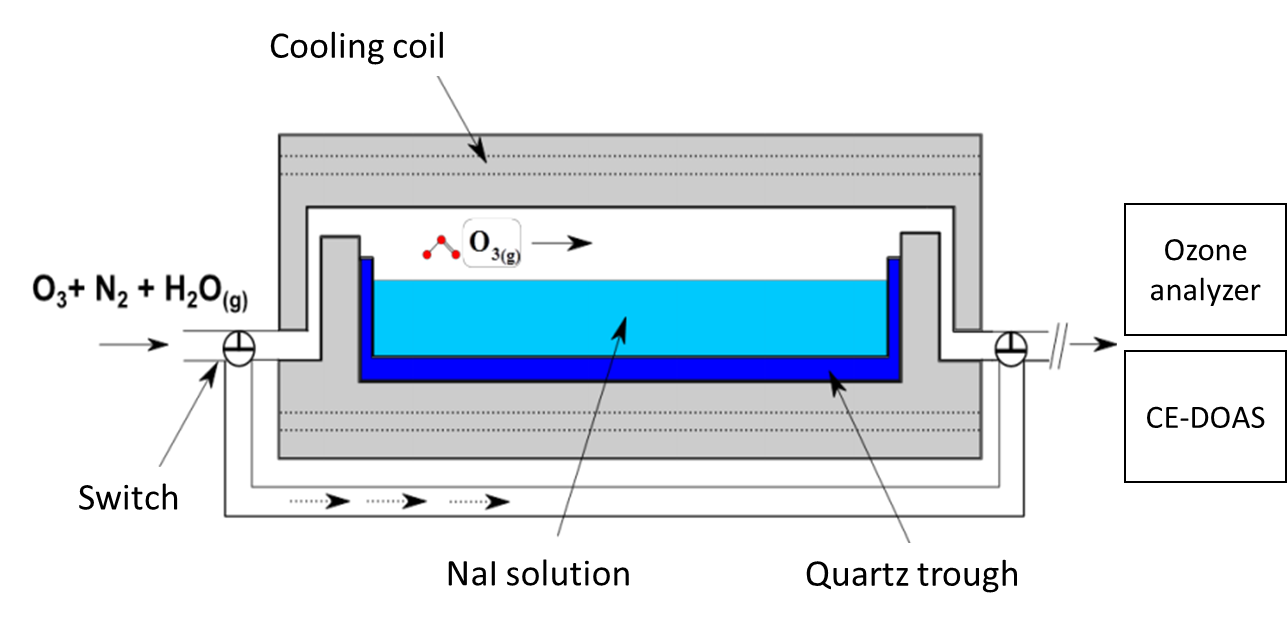 Cooling coil
O3(g)
O3+ N2 + H2O(g)
Ozone
analyzer
CE-DOAS
Switch
NaI solution
Quartz trough